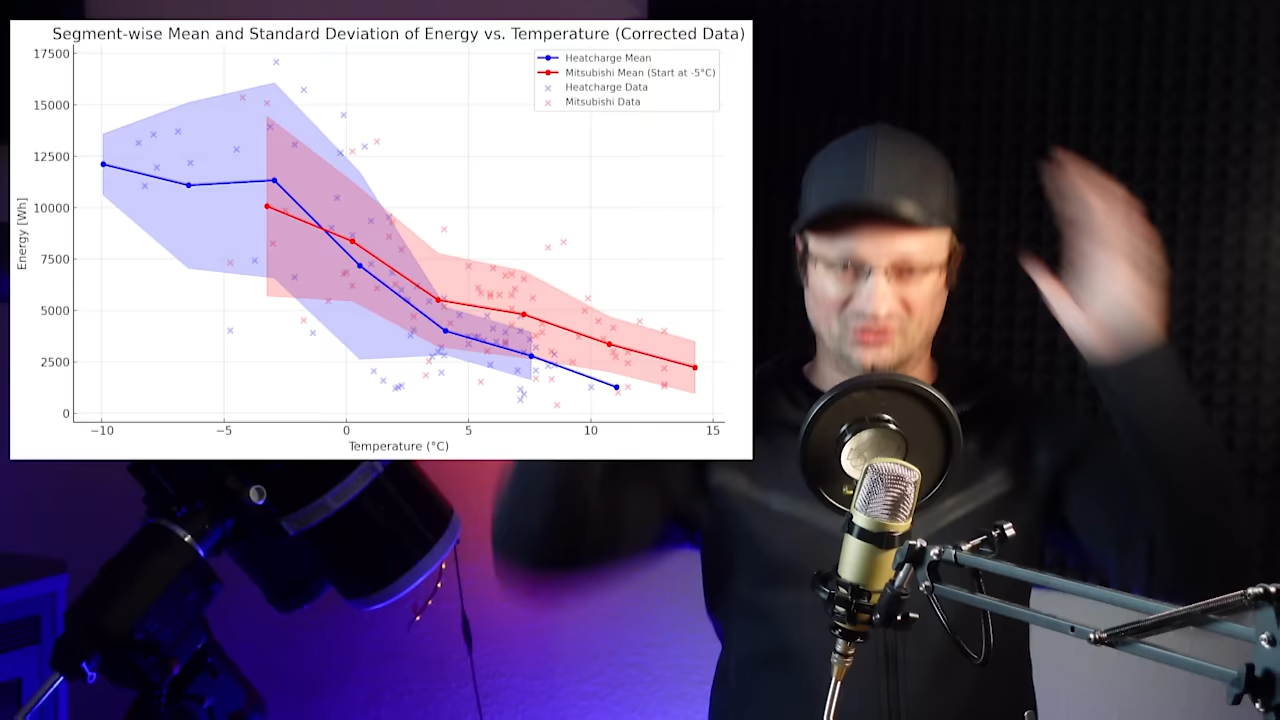 Segment-wise Mean and Standard Deviation of Energy vs. Temperature (Corrected Data)
Heatcharge Mean
Mitsubishi Mean (Start at -5°C)
Heatcharge Data
Mitsubishi Data
Energy [Wh]
17500
15000
12500
10000
7500
5000
2500
0
−10 −5 0 5 10 15
Temperature (°C)